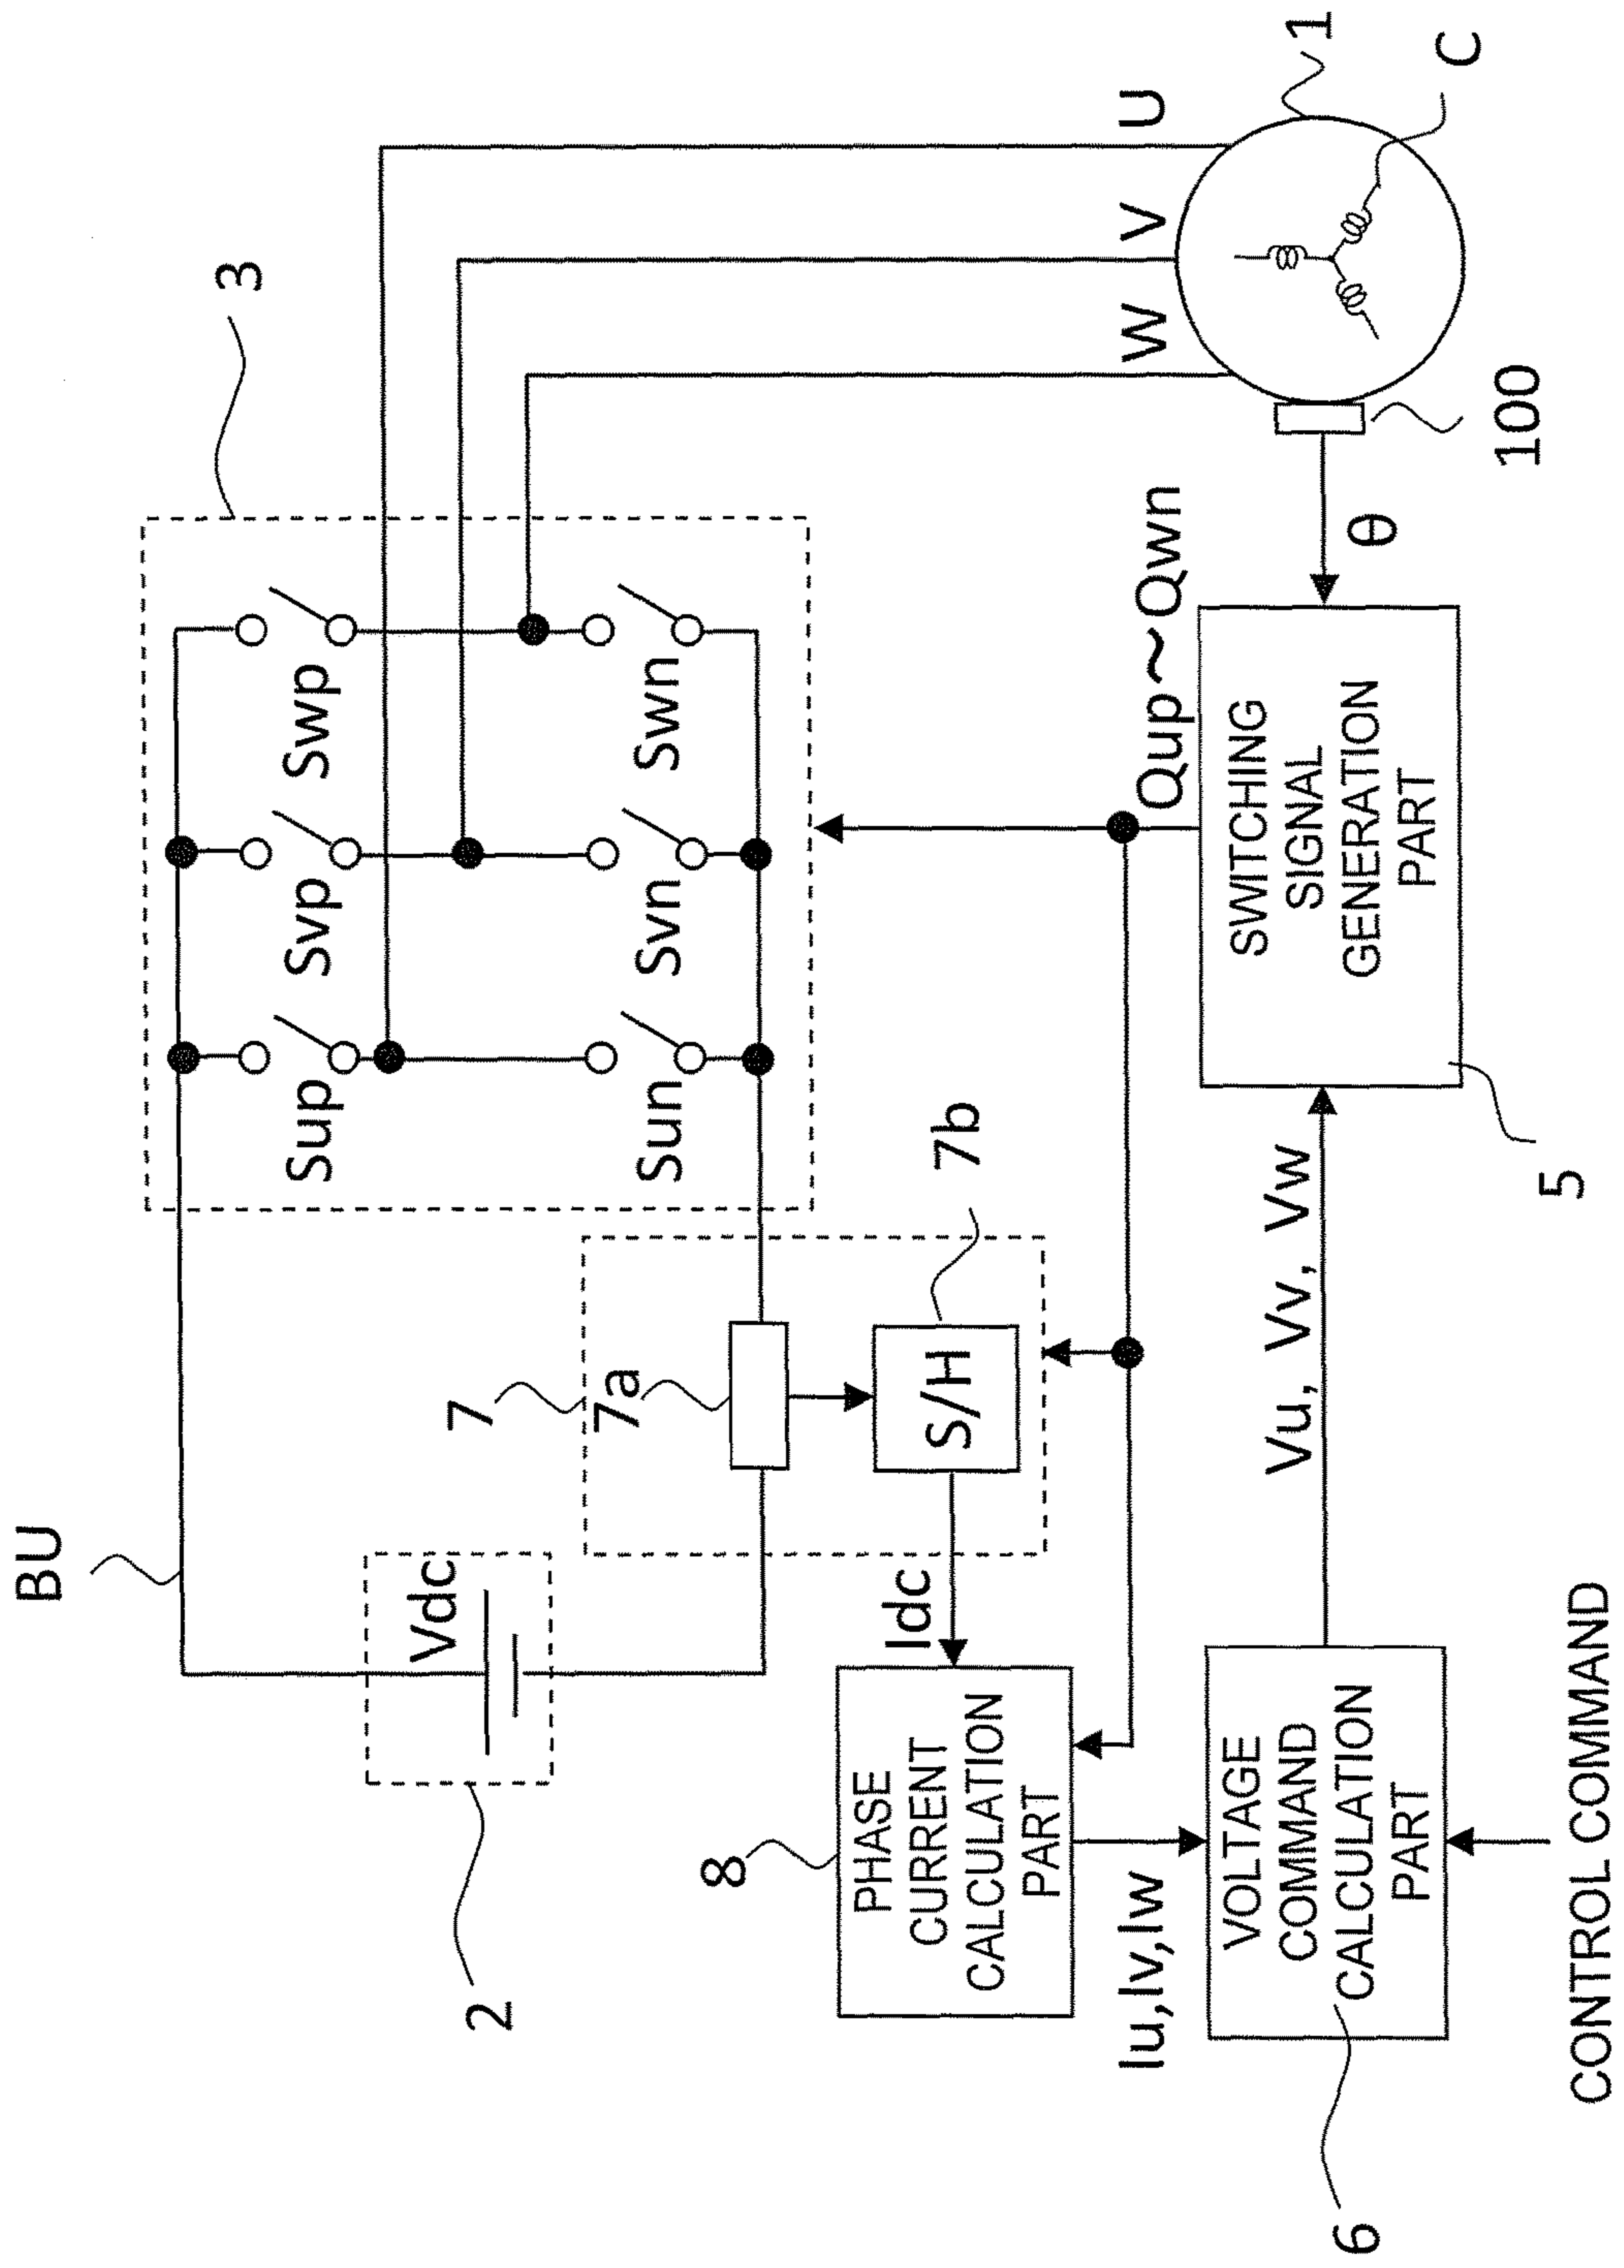 BU
3
Vdc
2
7
7a
7b
S/H
Sup
Svp
Swp
Sun
Svn
Swn
U
V
W
1
C
100
θ
Idc
8
PHASE
CURRENT
CALCULATION
PART
Iu,Iv,Iw
Qup~Qwn
VOLTAGE
COMMAND
CALCULATION
PART
6
Vu, Vv, Vw
SWITCHING
SIGNAL
GENERATION
PART
5
CONTROL COMMAND